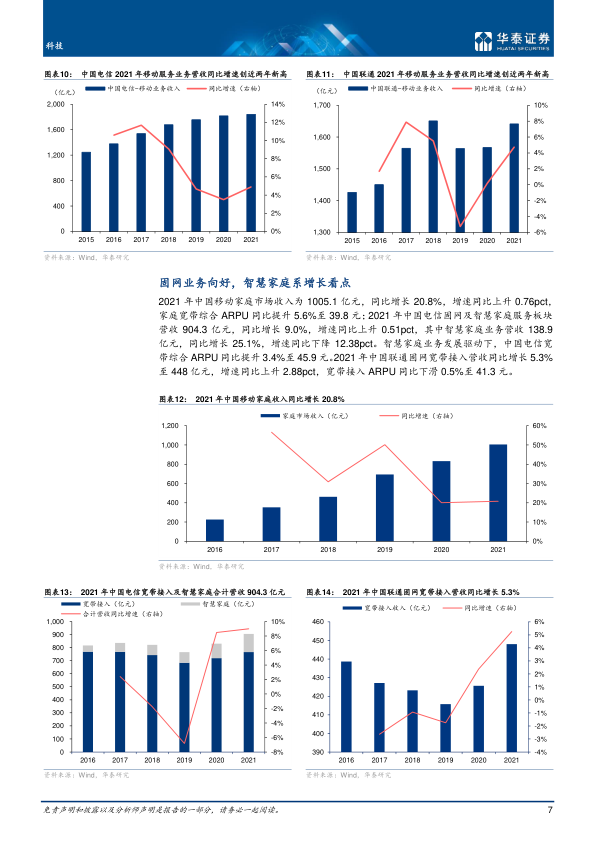 科技
华泰证券
HUATAI SECURITIES
图表10： 中国电信 2021 年移动服务业务营收同比增速创近两年新高
（亿元）
中国电信-移动业务收入
同比增速（右轴）
2,000
1,600
1,200
800
400
0
14%
12%
10%
8%
6%
4%
2%
0%
2015 2016 2017 2018 2019 2020 2021
资料来源：Wind，华泰研究
图表11： 中国联通 2021 年移动服务业务营收同比增速创近两年新高
（亿元）
中国联通-移动业务收入
同比增速（右轴）
1,700
1,600
1,500
1,400
1,300
10%
8%
6%
4%
2%
0%
-2%
-4%
-6%
2015 2016 2017 2018 2019 2020 2021
资料来源：Wind，华泰研究
固网业务向好，智慧家庭系增长看点
2021 年中国移动家庭市场收入为 1005.1 亿元，同比增长 20.8%，增速同比上升 0.76pct，
家庭宽带综合 ARPU 同比提升 5.6%至 39.8 元；2021 年中国电信固网及智慧家庭服务板块
营收 904.3 亿元，同比增长 9.0%，增速同比上升 0.51pct，其中智慧家庭业务营收 138.9
亿元，同比增长 25.1%，增速同比下降 12.38pct。智慧家庭业务发展驱动下，中国电信宽
带综合 ARPU 同比提升 3.4%至 45.9 元。2021 年中国联通固网宽带接入营收同比增长 5.3%
至 448 亿元，增速同比上升 2.88pct，宽带接入 ARPU 同比下滑 0.5%至 41.3 元。
图表12： 2021 年中国移动家庭收入同比增长 20.8%
家庭市场收入（亿元）
同比增速（右轴）
1,200
1,000
800
600
400
200
0
60%
50%
40%
30%
20%
10%
0%
2016 2017 2018 2019 2020 2021
资料来源：Wind，华泰研究
图表13： 2021 年中国电信宽带接入及智慧家庭合计营收 904.3 亿元
宽带接入（亿元）
智慧家庭（亿元）
合计营收同比增速（右轴）
1,000
900
800
700
600
500
400
300
200
100
0
10%
8%
6%
4%
2%
0%
-2%
-4%
-6%
-8%
2016 2017 2018 2019 2020 2021
资料来源：Wind，华泰研究
图表14： 2021 年中国联通固网宽带接入营收同比增长 5.3%
宽带接入收入（亿元）
同比增速（右轴）
460
450
440
430
420
410
400
390
6%
5%
4%
3%
2%
1%
0%
-1%
-2%
-3%
-4%
2016 2017 2018 2019 2020 2021
资料来源：Wind，华泰研究
免责声明和披露以及分析师声明是报告的一部分，请务必一起阅读。
7